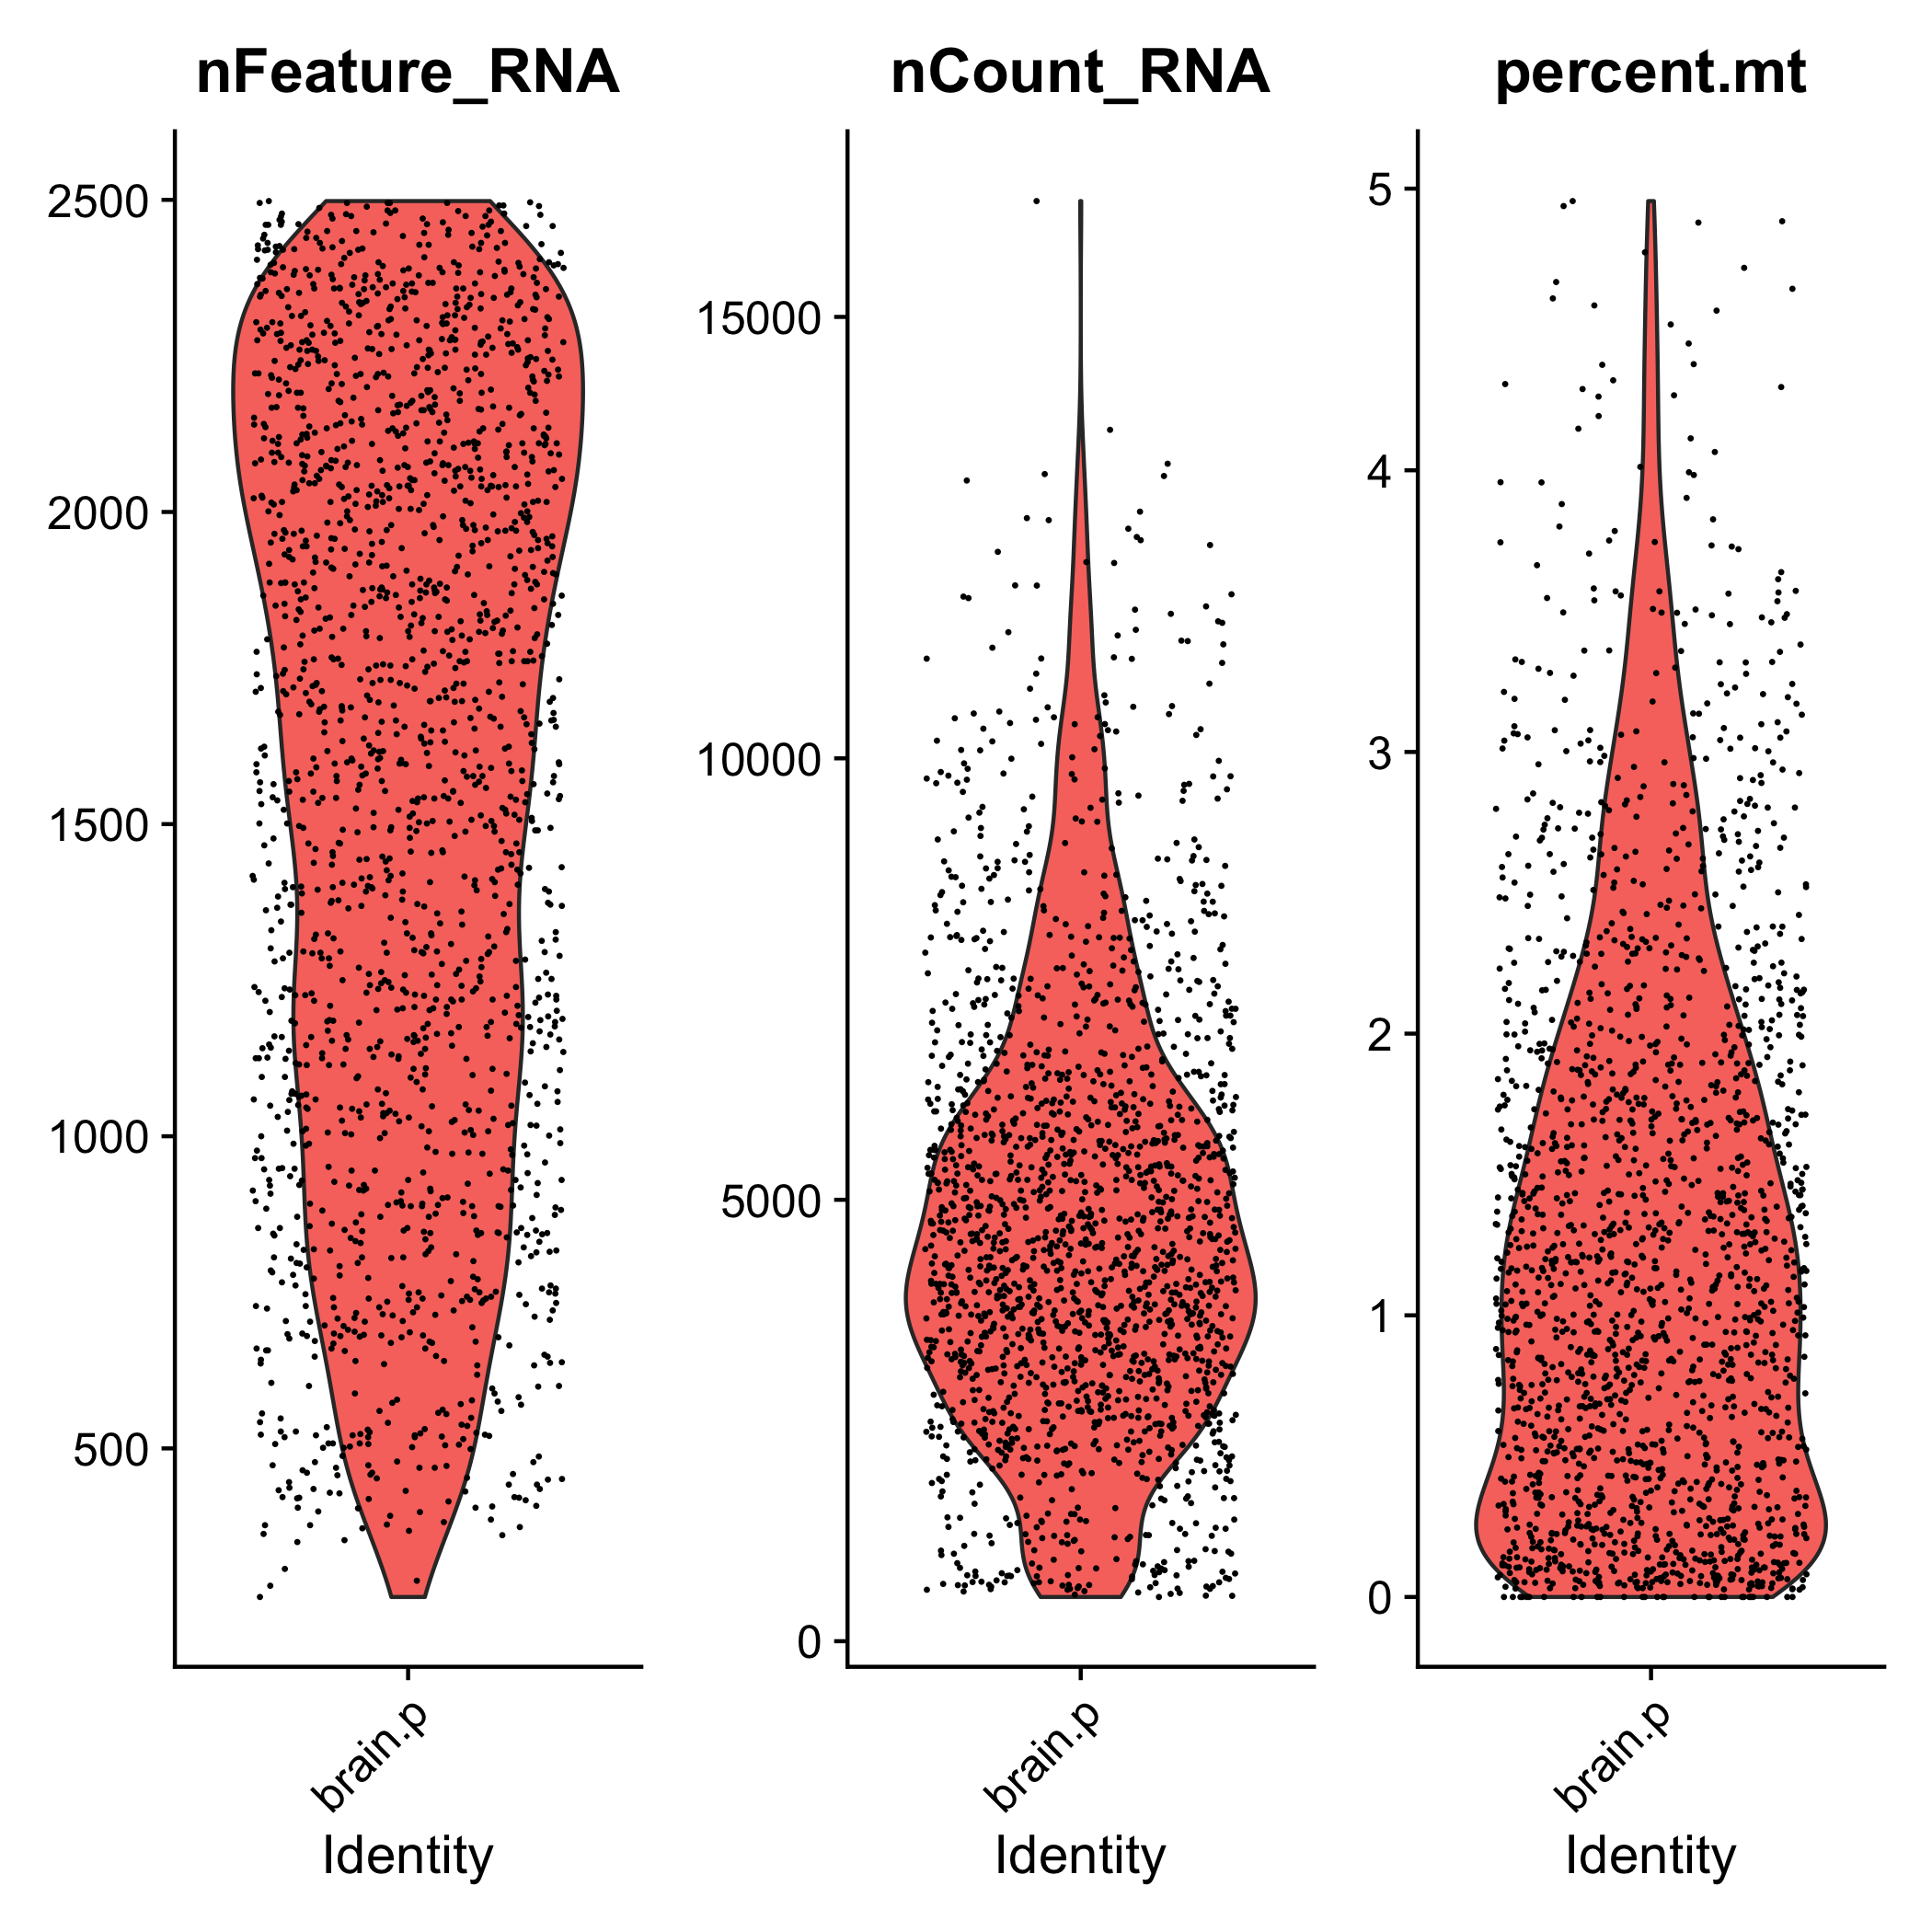 nFeature_RNA
2500
2000
1500
1000
500
brain.p
Identity
nCount_RNA
15000
10000
5000
0
brain.p
Identity
percent.mt
5
4
3
2
1
0
brain.p
Identity